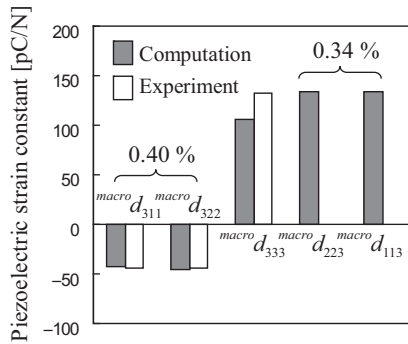 Piezoelectric strain constant [pC/N]
200
150
100
50
0
−50
−100
Computation
Experiment
0.34 %
0.40 %
macro d311 macro d322
macro d333 macro d223 macro d113